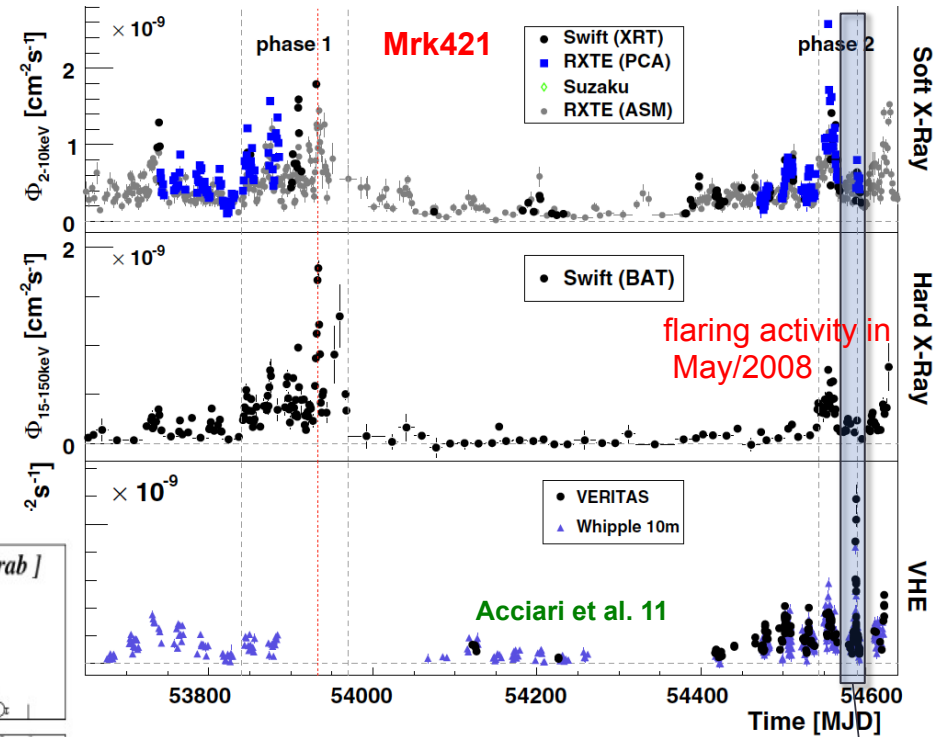 × 10⁻⁹
phase 1
Mrk421
Swift (XRT)
RXTE (PCA)
Suzaku
RXTE (ASM)
phase 2
Soft X-Ray
Φ2-10keV [cm⁻²s⁻¹]
2
1
0
× 10⁻⁹
Swift (BAT)
flaring activity in
May/2008
Hard X-Ray
Φ15-150keV [cm⁻²s⁻¹]
2
0
× 10⁻⁹
VERITAS
Whipple 10m
Acciari et al. 11
VHE
⁻²s⁻¹]
rab ]
53800 54000 54200 54400 54600
Time [MJD]